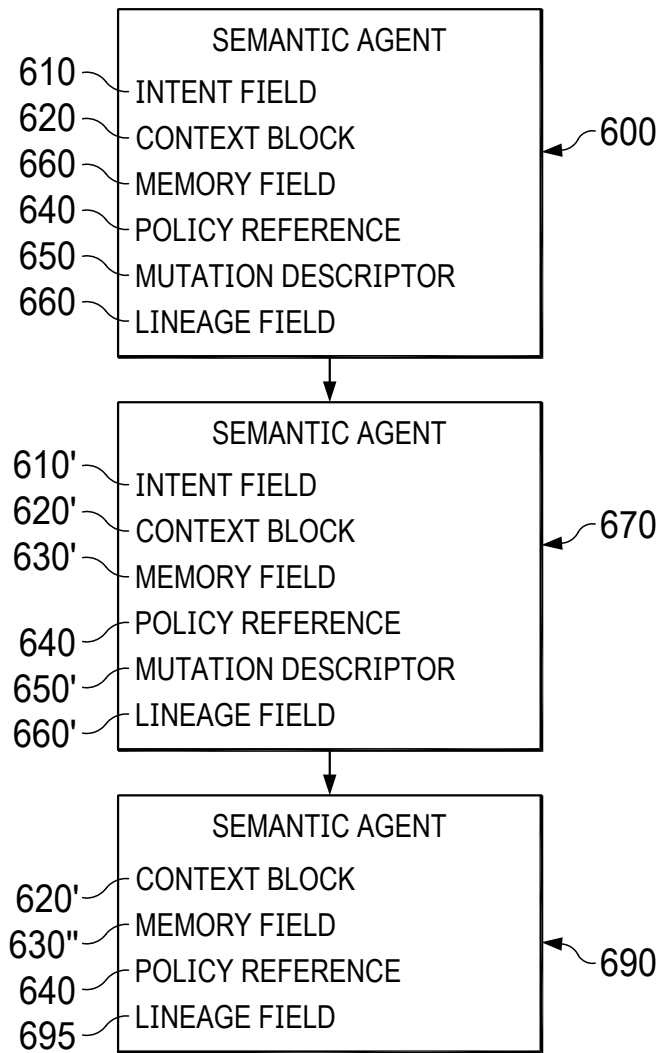 SEMANTIC AGENT
610 INTENT FIELD
620 CONTEXT BLOCK
600
660 MEMORY FIELD
640 POLICY REFERENCE
650 MUTATION DESCRIPTOR
660 LINEAGE FIELD
SEMANTIC AGENT
610' INTENT FIELD
620' CONTEXT BLOCK
670
630' MEMORY FIELD
640 POLICY REFERENCE
650' MUTATION DESCRIPTOR
660' LINEAGE FIELD
SEMANTIC AGENT
620' CONTEXT BLOCK
630" MEMORY FIELD
690
640 POLICY REFERENCE
695 LINEAGE FIELD